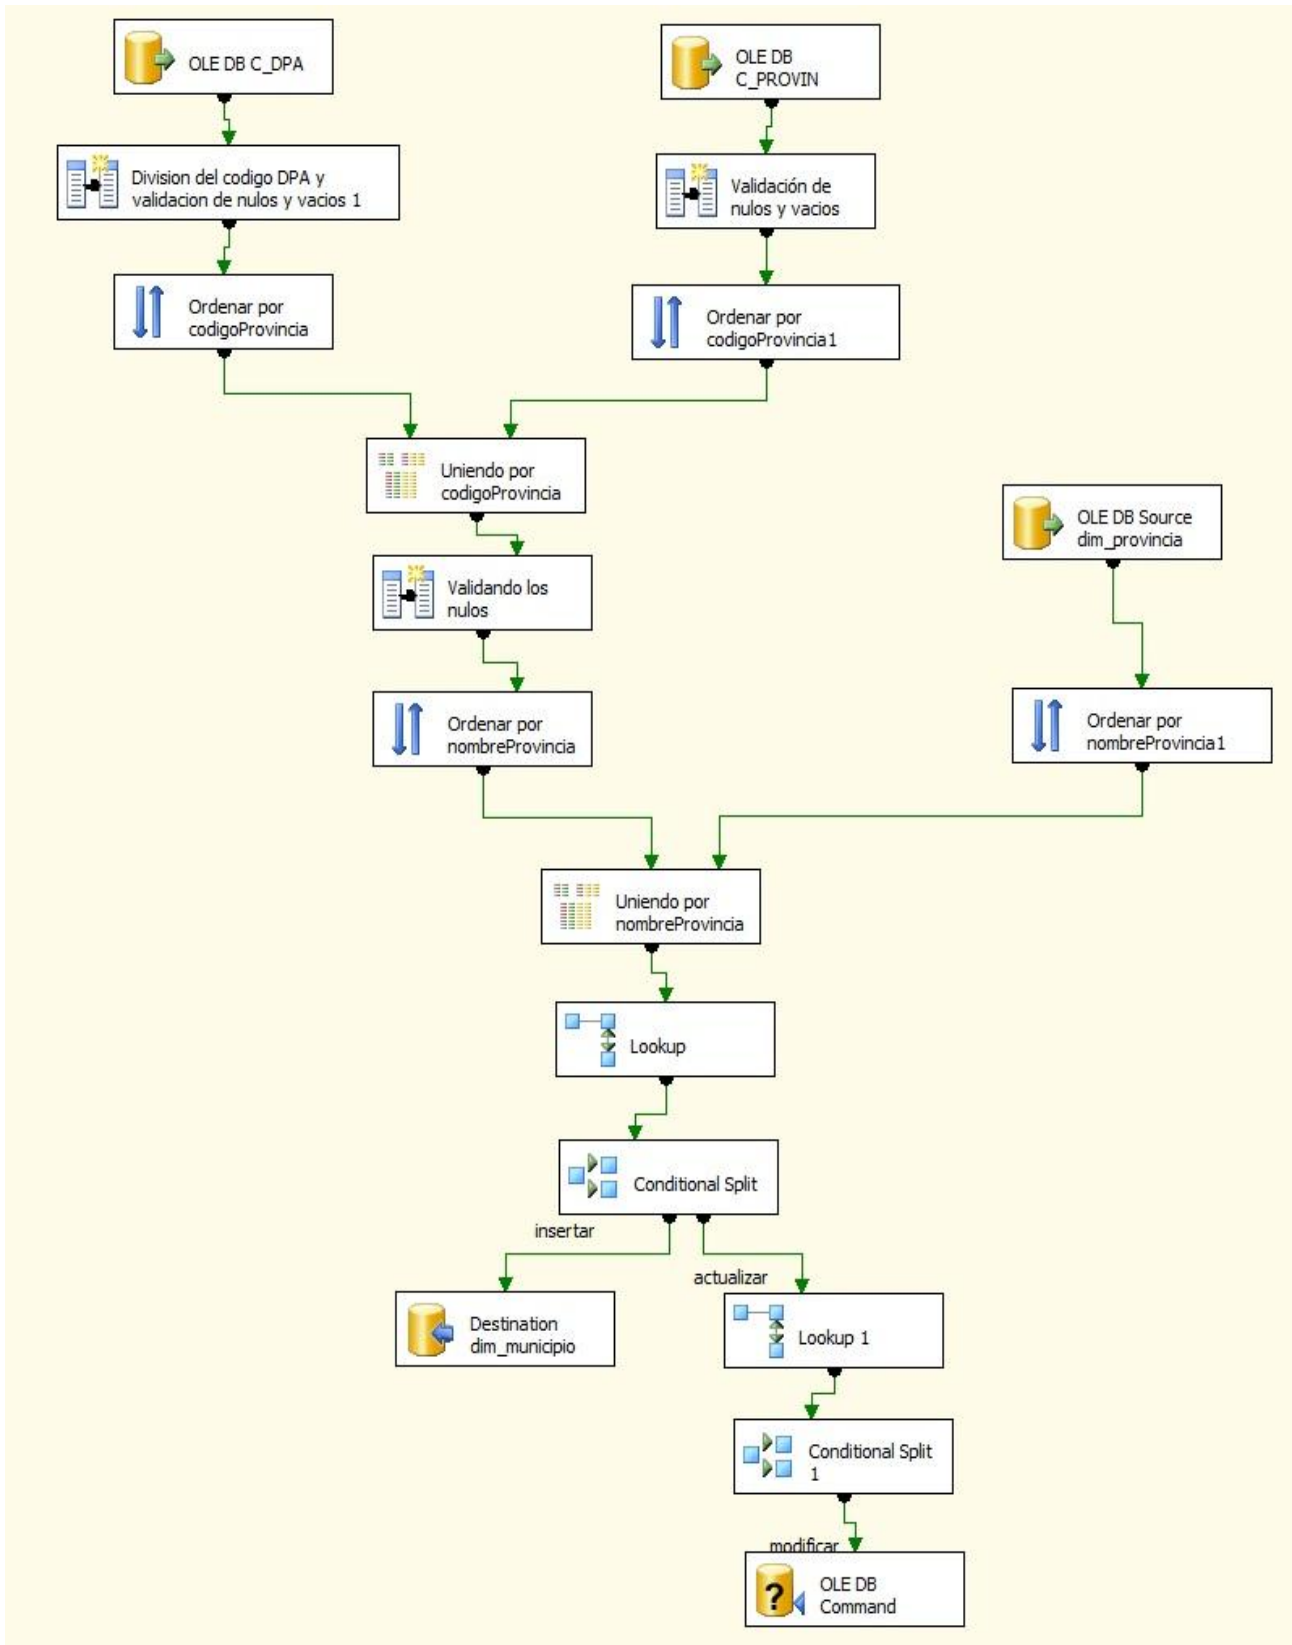 OLE DB C_DPA
OLE DB
C_PROVIN
Division del codigo DPA y
validacion de nulos y vacios 1
Validación de
nulos y vacios
Ordenar por
codigoProvincia
Ordenar por
codigoProvincia1
Uniendo por
codigoProvincia
OLE DB Source
dim_provincia
Validando los
nulos
Ordenar por
nombreProvincia
Ordenar por
nombreProvincia1
Uniendo por
nombreProvincia
Lookup
Conditional Split
insertar
actualizar
Destination
dim_municipio
Lookup 1
Conditional Split
1
modificar
OLE DB
Command